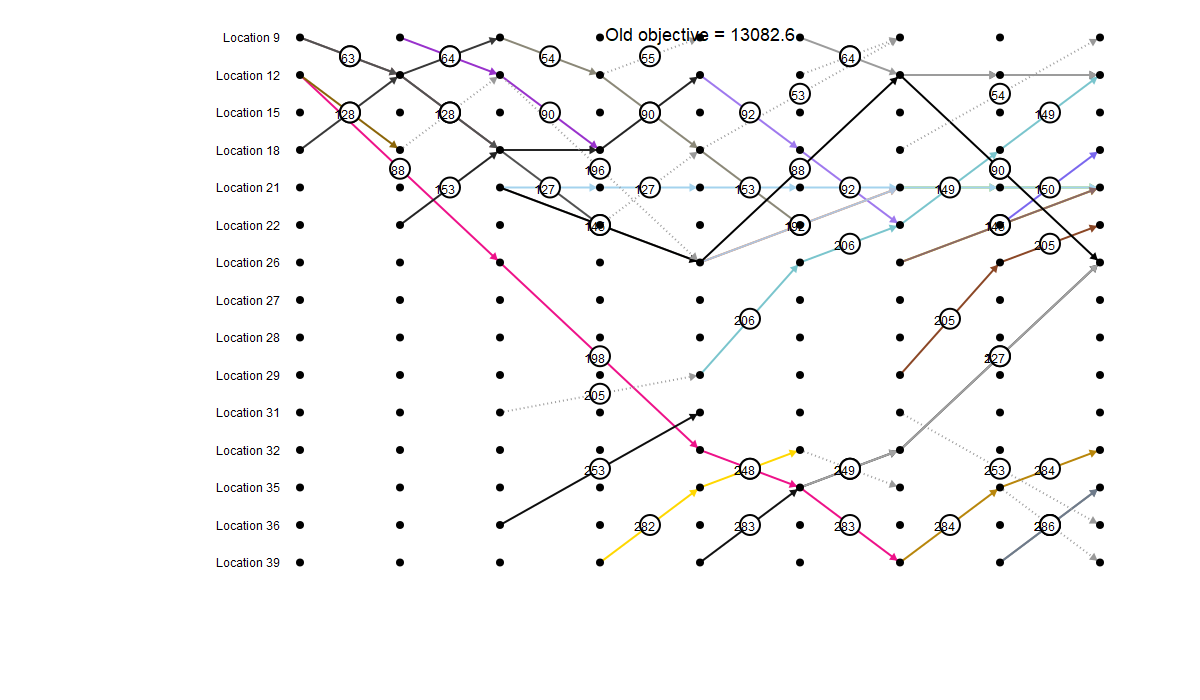 Old objective = 13082.6
Location 9
63 64 54 55 64
Location 12
53 54
Location 15
128 128 90 90 92 149
Location 18
88 196 88 90
Location 21
153 127 127 153 92 149 150
Location 22
148 192 148
206 205
Location 26
Location 27
206 205
Location 28
198 227
Location 29
205
Location 31
Location 32
253 248 249 253 284
Location 35
Location 36
282 283 283 284 286
Location 39